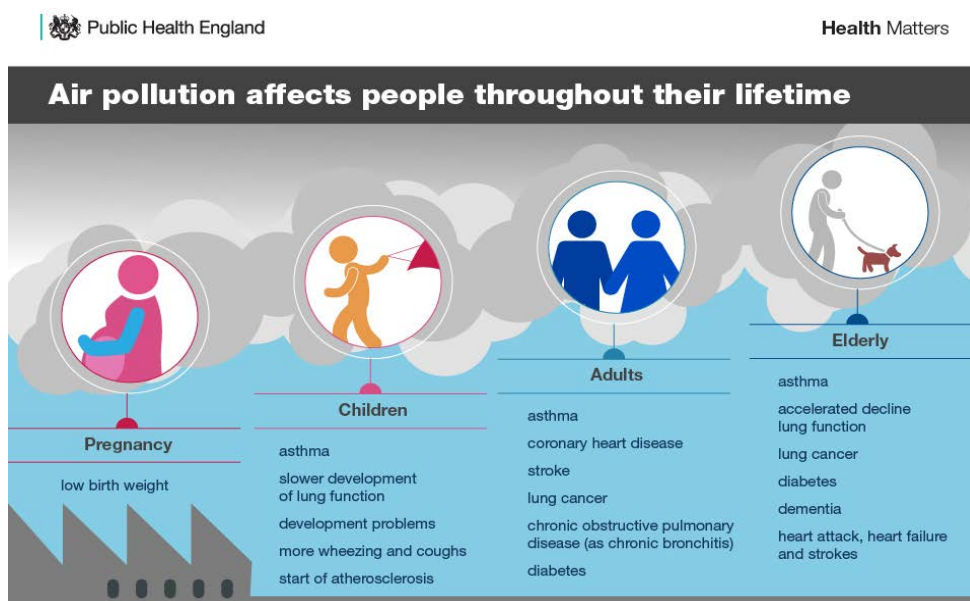 Public Health England
Health Matters
Air pollution affects people throughout their lifetime
Pregnancy
low birth weight
Children
asthma
slower development
of lung function
development problems
more wheezing and coughs
start of atherosclerosis
Adults
asthma
coronary heart disease
stroke
lung cancer
chronic obstructive pulmonary
disease (as chronic bronchitis)
diabetes
Elderly
asthma
accelerated decline
lung function
lung cancer
diabetes
dementia
heart attack, heart failure
and strokes